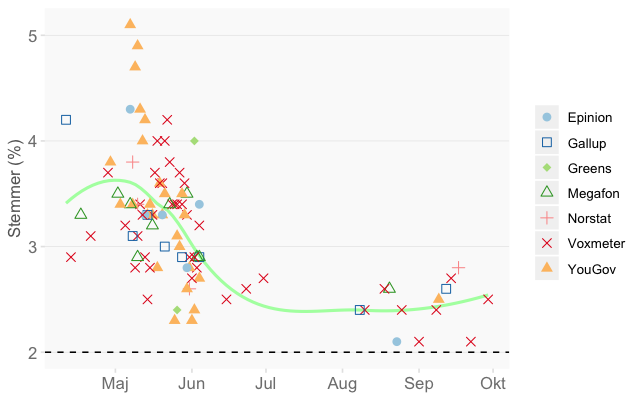 Stemmer (%)
5
4
3
2
Maj Jun Jul Aug Sep Okt
Epinion
Gallup
Greens
Megafon
Norstat
Voxmeter
YouGov